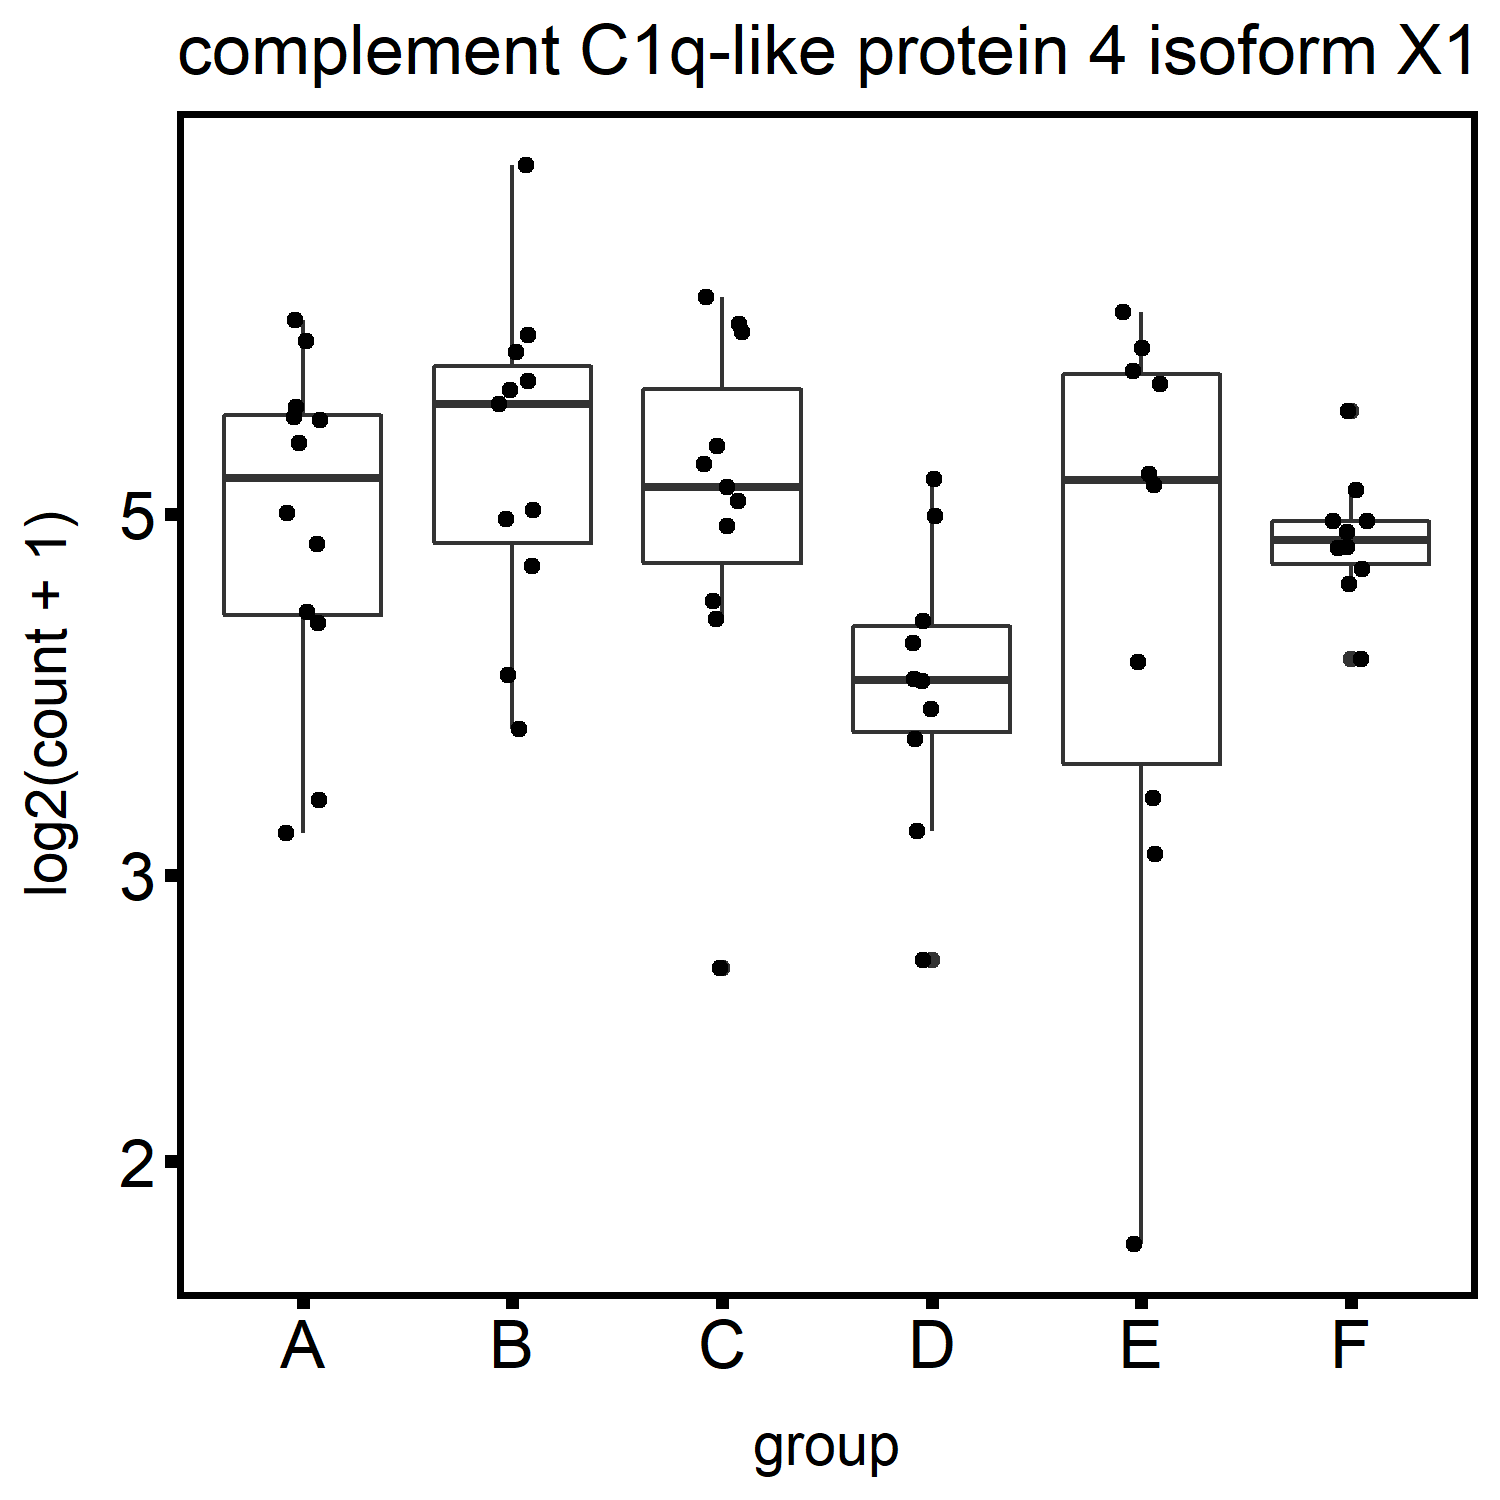 complement C1q-like protein 4 isoform X1
log2(count + 1)
5
3
2
A B C D E F
group